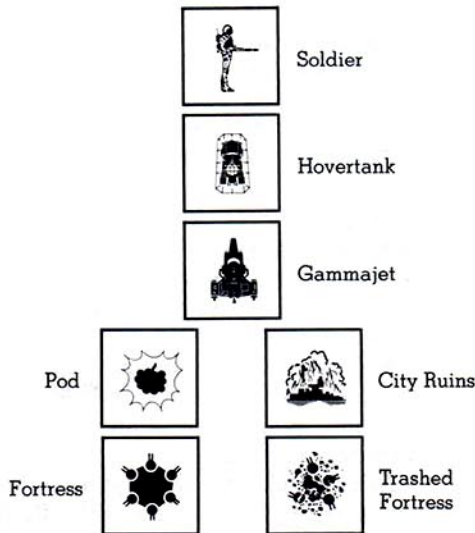 Soldier
Hovertank
Gammajet
Pod
City Ruins
Fortress
Trashed
Fortress